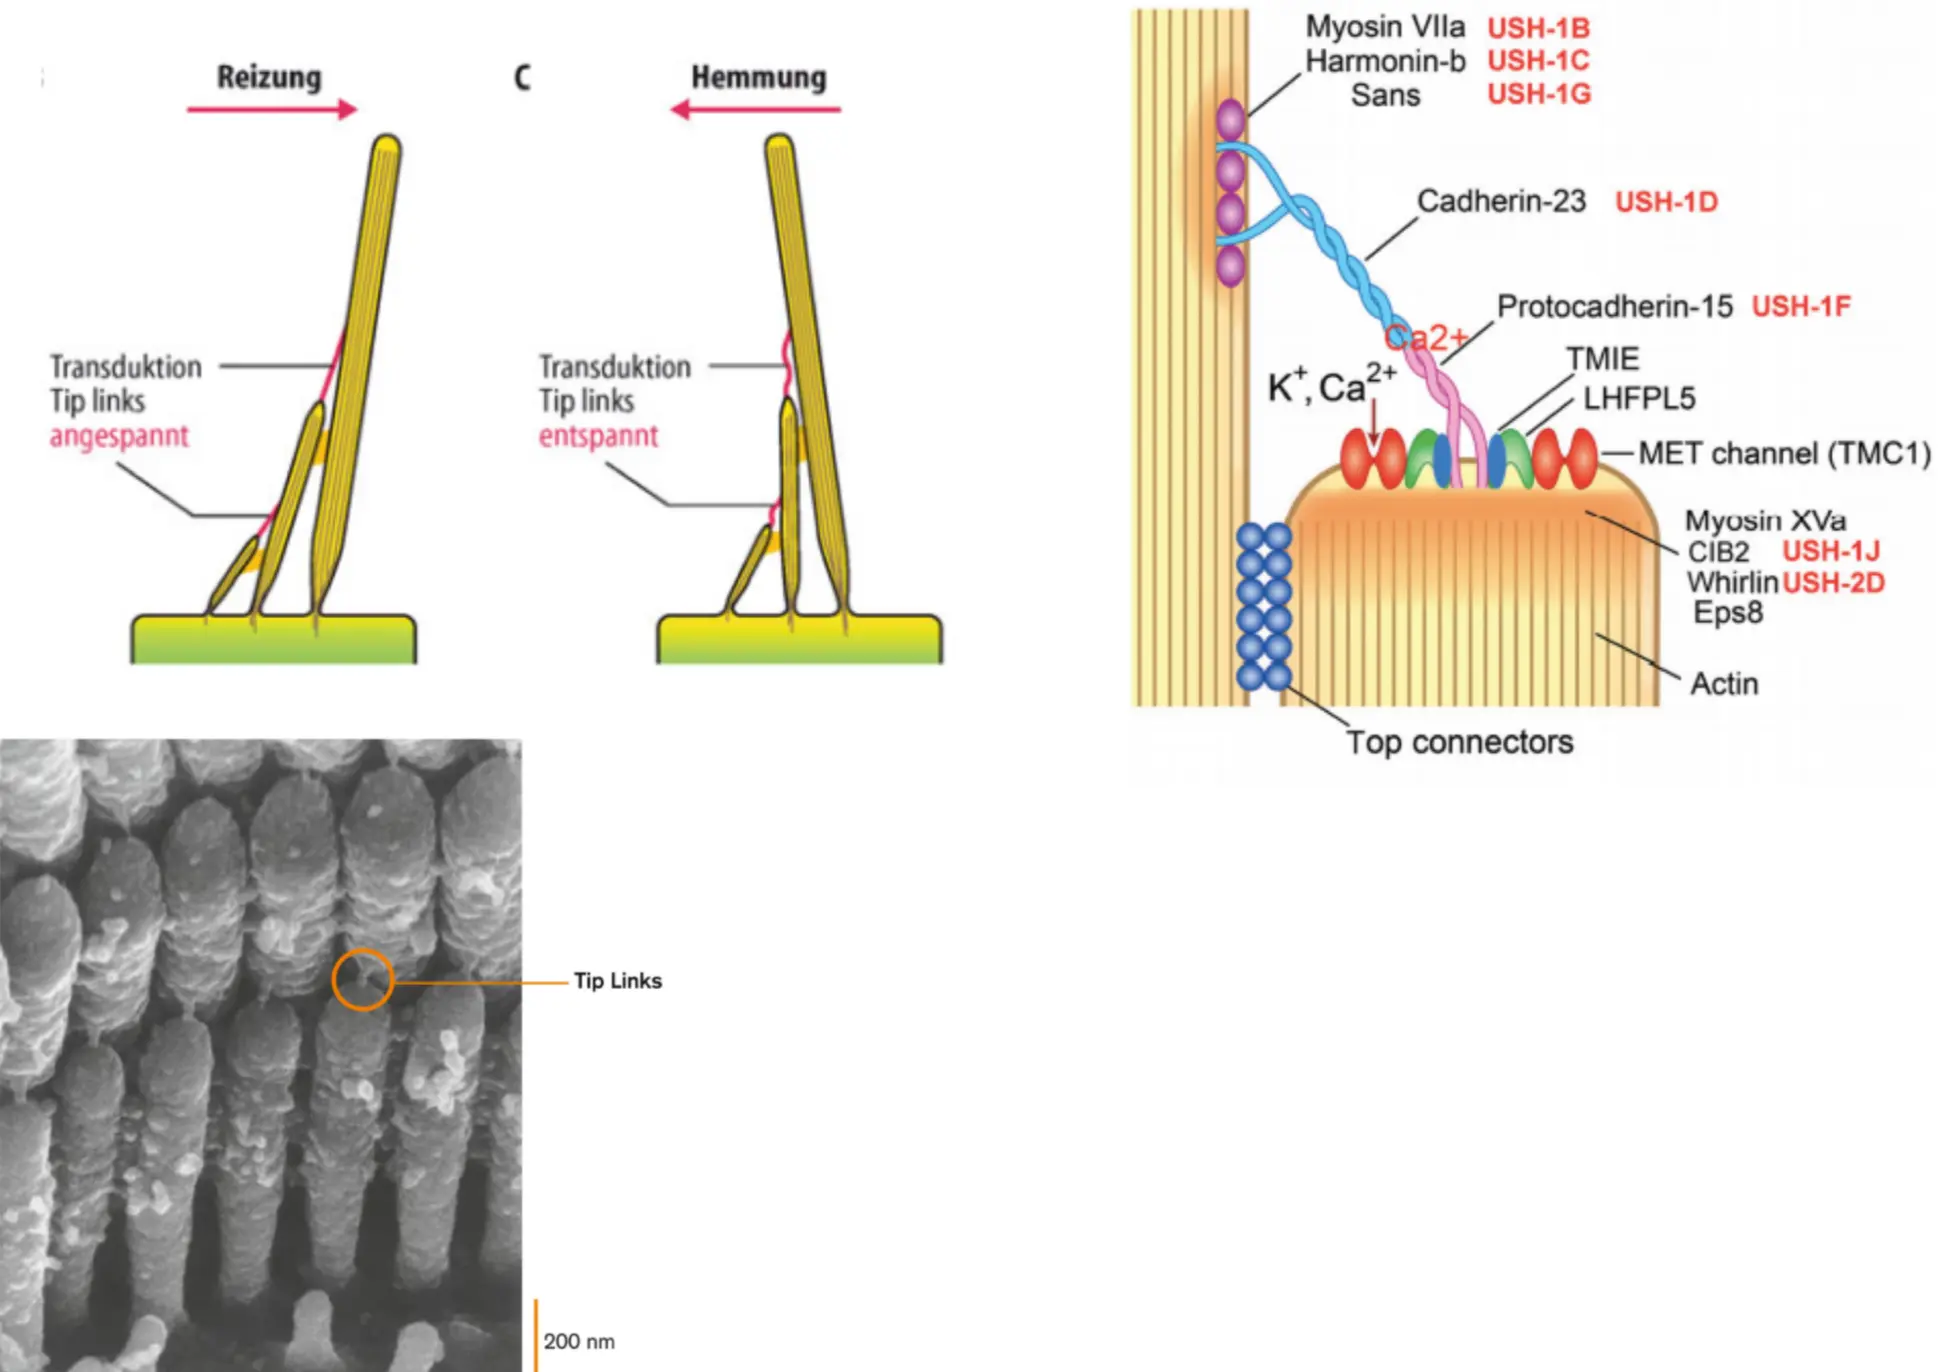 Reizung
C
Hemmung
Transduktion
Tip links
angespannt
Transduktion
Tip links
entspannt
Myosin VIIa USH-1B
Harmonin-b USH-1C
Sans USH-1G
Cadherin-23 USH-1D
Protocadherin-15 USH-1F
Ca2+
K+, Ca2+
TMIE
LHFPL5
MET channel (TMC1)
Myosin XVa
CIB2 USH-1J
Whirlin USH-2D
Eps8
Actin
Top connectors
Tip Links
200 nm